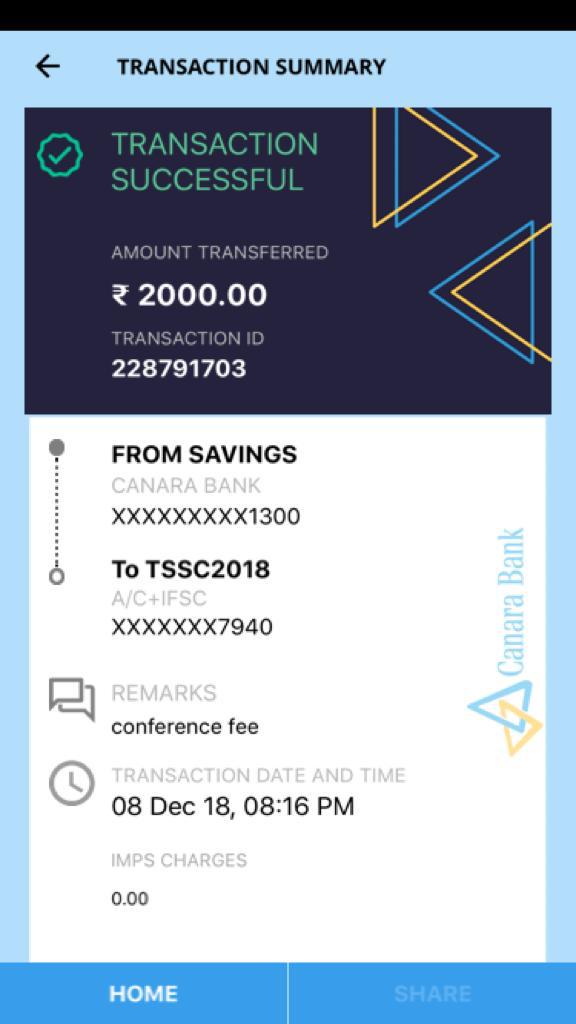 TRANSACTION SUMMARY
TRANSACTION
SUCCESSFUL
AMOUNT TRANSFERRED
₹ 2000.00
TRANSACTION ID
228791703
FROM SAVINGS
CANARA BANK
XXXXXXXXX1300
To TSSC2018
A/C+IFSC
XXXXXXX7940
Canara Bank
REMARKS
conference fee
TRANSACTION DATE AND TIME
08 Dec 18, 08:16 PM
IMPS CHARGES
0.00
HOME
SHARE